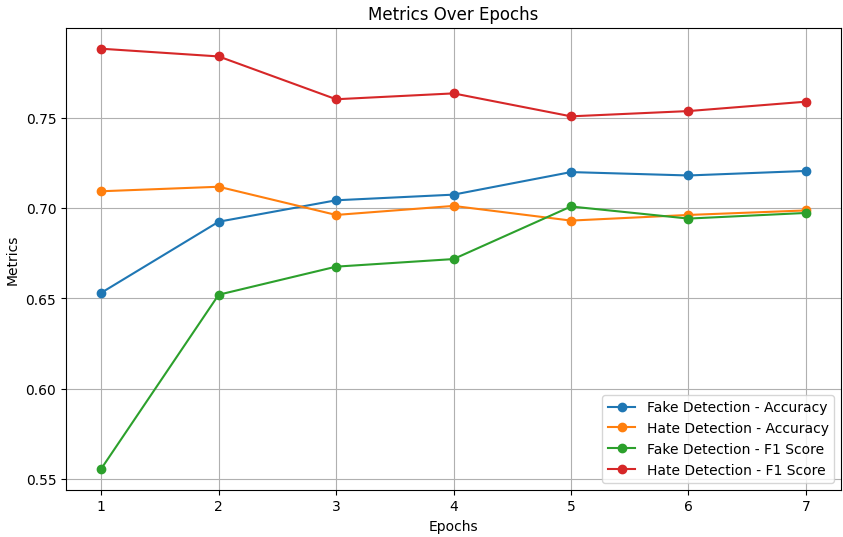 Metrics Over Epochs
Metrics
0.75
0.70
0.65
0.60
0.55
Fake Detection - Accuracy
Hate Detection - Accuracy
Fake Detection - F1 Score
Hate Detection - F1 Score
1 2 3 4 5 6 7
Epochs